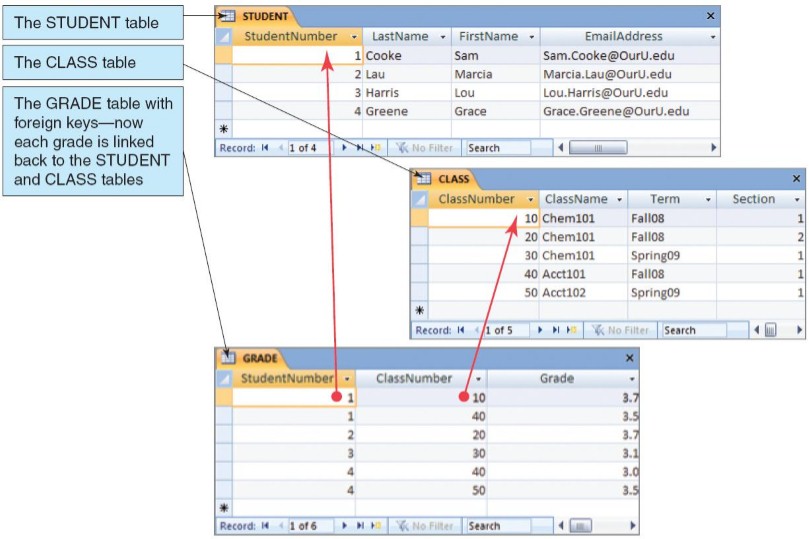 The STUDENT table
The CLASS table
The GRADE table with
foreign keys—now
each grade is linked
back to the STUDENT
and CLASS tables
STUDENT
StudentNumber LastName FirstName EmailAddress
1 Cooke Sam Sam.Cooke@OurU.edu
2 Lau Marcia Marcia.Lau@OurU.edu
3 Harris Lou Lou.Harris@OurU.edu
4 Greene Grace Grace.Greene@OurU.edu
Record: 1 of 4 No Filter Search
CLASS
ClassNumber ClassName Term Section
10 Chem101 Fall08 1
20 Chem101 Fall08 2
30 Chem101 Spring09 1
40 Acct101 Fall08 1
50 Acct102 Spring09 1
Record: 1 of 5 No Filter Search
GRADE
StudentNumber ClassNumber Grade
1 10 3.7
1 40 3.5
2 20 3.7
3 30 3.1
4 40 3.0
4 50 3.5
Record: 1 of 6 No Filter Search